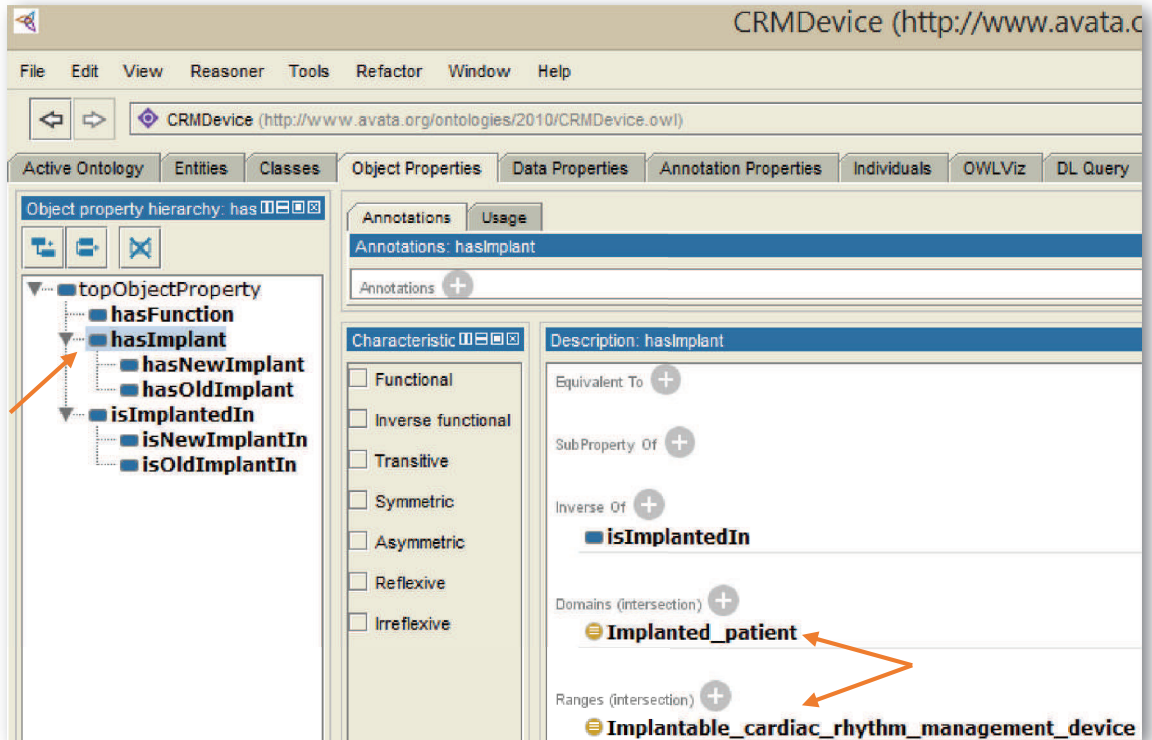 CRMDevice (http://www.avata.c
File Edit View Reasoner Tools Refactor Window Help
CRMDevice (http://www.avata.org/ontologies/2010/CRMDevice.owl)
Active Ontology Entities Classes Object Properties Data Properties Annotation Properties Individuals OWLViz DL Query
Object property hierarchy: has
topObjectProperty
hasFunction
hasImplant
hasNewImplant
hasOldImplant
isImplantedIn
isNewImplantIn
isOldImplantIn
Annotations Usage
Annotations: hasImplant
Annotations
Characteristic
Functional
Inverse functional
Transitive
Symmetric
Asymmetric
Reflexive
Irreflexive
Description: hasImplant
Equivalent To
SubProperty Of
Inverse Of
isImplantedIn
Domains (intersection)
Implanted_patient
Ranges (intersection)
Implantable_cardiac_rhythm_management_device